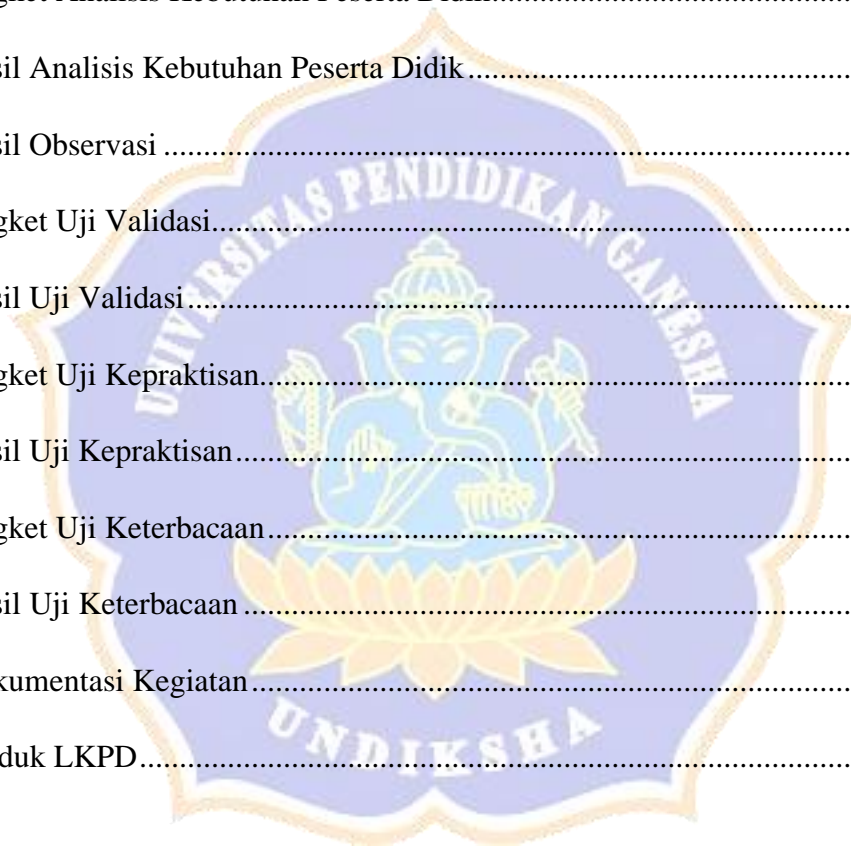 gket Analisis Kebutuhan Peserta Didik
sil Analisis Kebutuhan Peserta Didik
sil Observasi
gket Uji Validasi
sil Uji Validasi
gket Uji Kepraktisan
sil Uji Kepraktisan
gket Uji Keterbacaan
sil Uji Keterbacaan
kumentasi Kegiatan
duk LKPD
UNIVERSITAS PENDIDIKAN GANESHA
UNDIKSHA